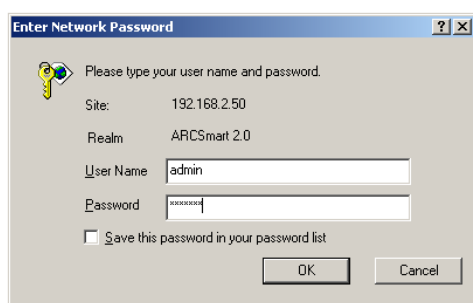 Enter Network Password
? X
Please type your user name and password.
Site: 192.168.2.50
Realm ARCSmart 2.0
User Name admin
Password xxxxxxx
Save this password in your password list
OK Cancel